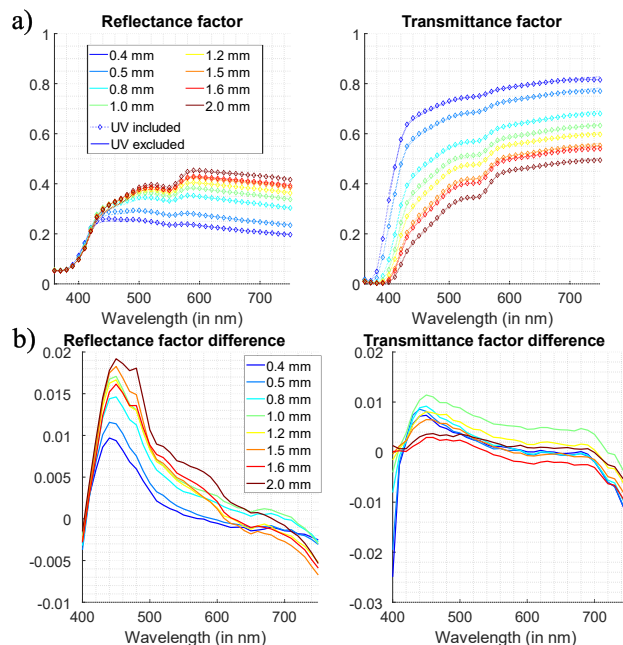 a)
Reflectance factor
Transmittance factor
1
0.8
0.6
0.4
0.2
0
400 500 600 700
Wavelength (in nm)
0.4 mm
0.5 mm
0.8 mm
1.0 mm
1.2 mm
1.5 mm
1.6 mm
2.0 mm
UV included
UV excluded
1
0.8
0.6
0.4
0.2
0
400 500 600 700
Wavelength (in nm)
b)
Reflectance factor difference
Transmittance factor difference
0.02
0.015
0.01
0.005
0
-0.005
-0.01
400 500 600 700
Wavelength (in nm)
0.4 mm
0.5 mm
0.8 mm
1.0 mm
1.2 mm
1.5 mm
1.6 mm
2.0 mm
0.02
0.01
0
-0.01
-0.02
-0.03
400 500 600 700
Wavelength (in nm)